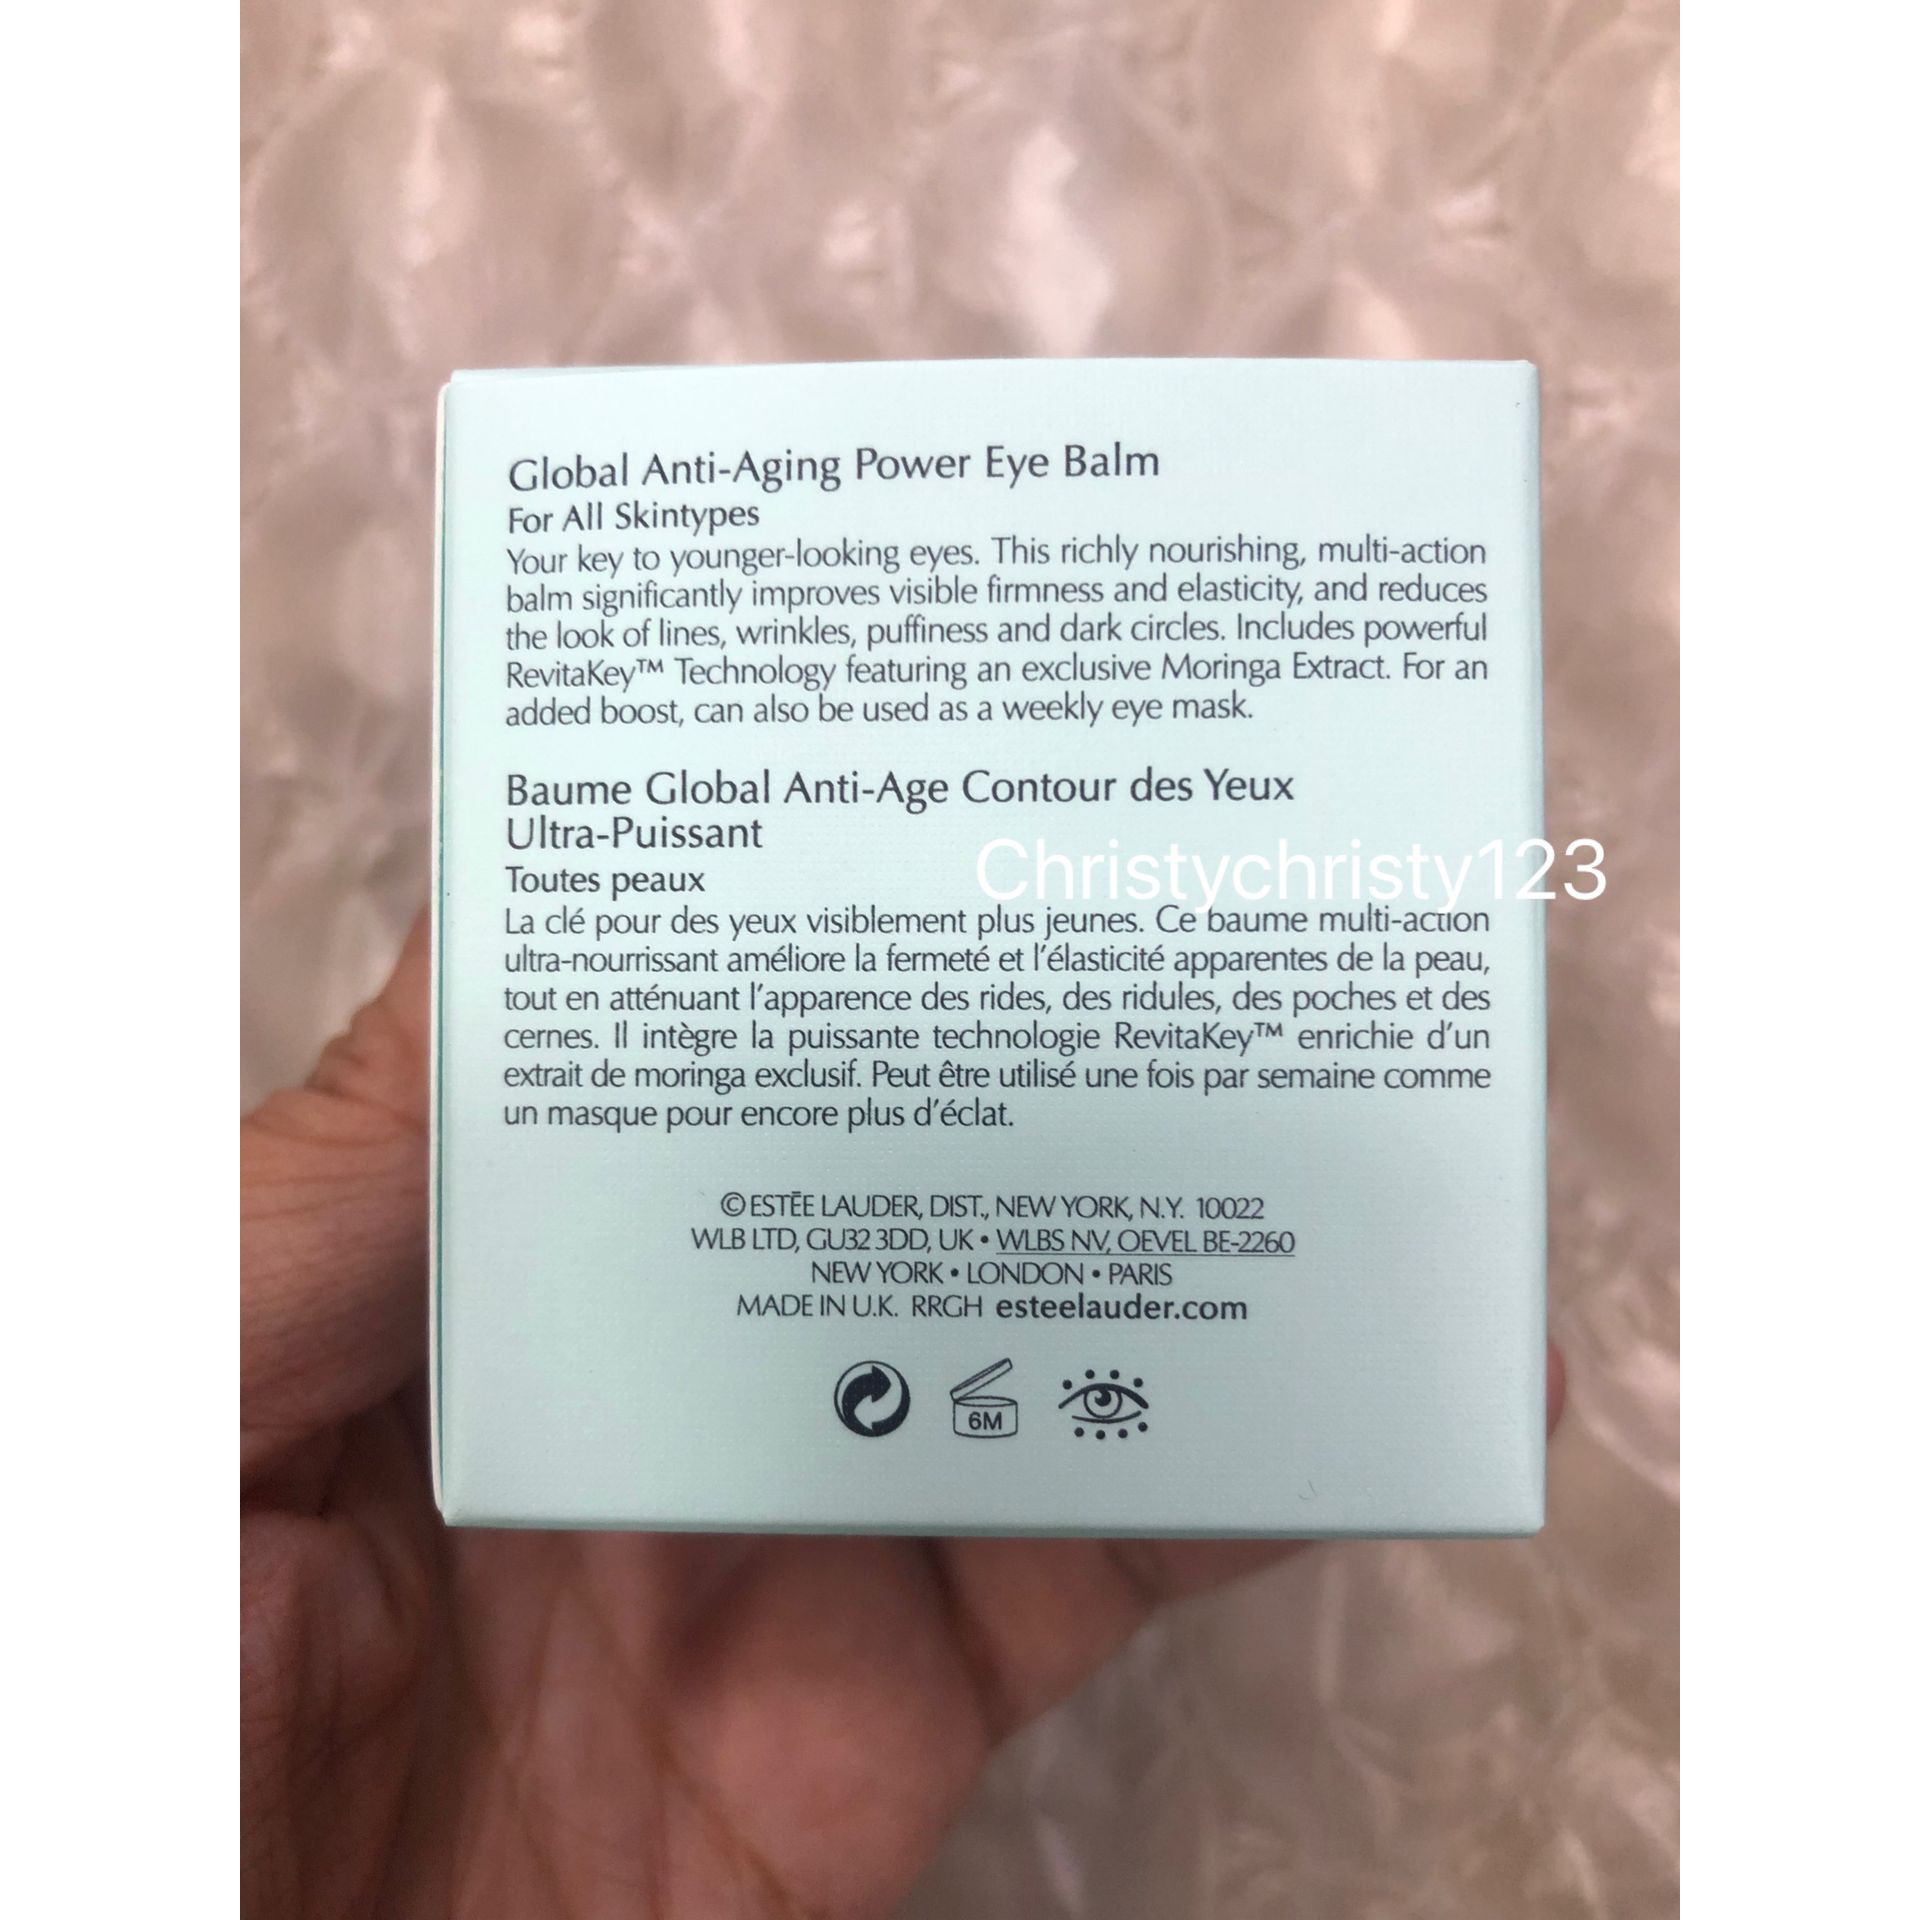 Global Anti-Aging Power Eye Balm
For All Skintypes
Your key to younger-looking eyes. This richly nourishing, multi-action
balm significantly improves visible firmness and elasticity, and reduces
the look of lines, wrinkles, puffiness and dark circles. Includes powerful
RevitaKey™ Technology featuring an exclusive Moringa Extract. For an
added boost, can also be used as a weekly eye mask.
Baume Global Anti-Age Contour des Yeux
Ultra-Puissant
Christychristy123
Toutes peaux
La clé pour des yeux visiblement plus jeunes. Ce baume multi-action
ultra-nourrissant améliore la fermeté et l'élasticité apparentes de la peau,
tout en atténuant l'apparence des rides, des ridules, des poches et des
cernes. Il intègre la puissante technologie RevitaKey™ enrichie d'un
extrait de moringa exclusif. Peut être utilisé une fois par semaine comme
un masque pour encore plus d'éclat.
©ESTĒE LAUDER, DIST., NEW YORK, N.Y. 10022
WLB LTD, GU32 3DD, UK • WLBS NV, OEVEL BE-2260
NEW YORK • LONDON • PARIS
MADE IN U.K. RRGH esteelauder.com
6M